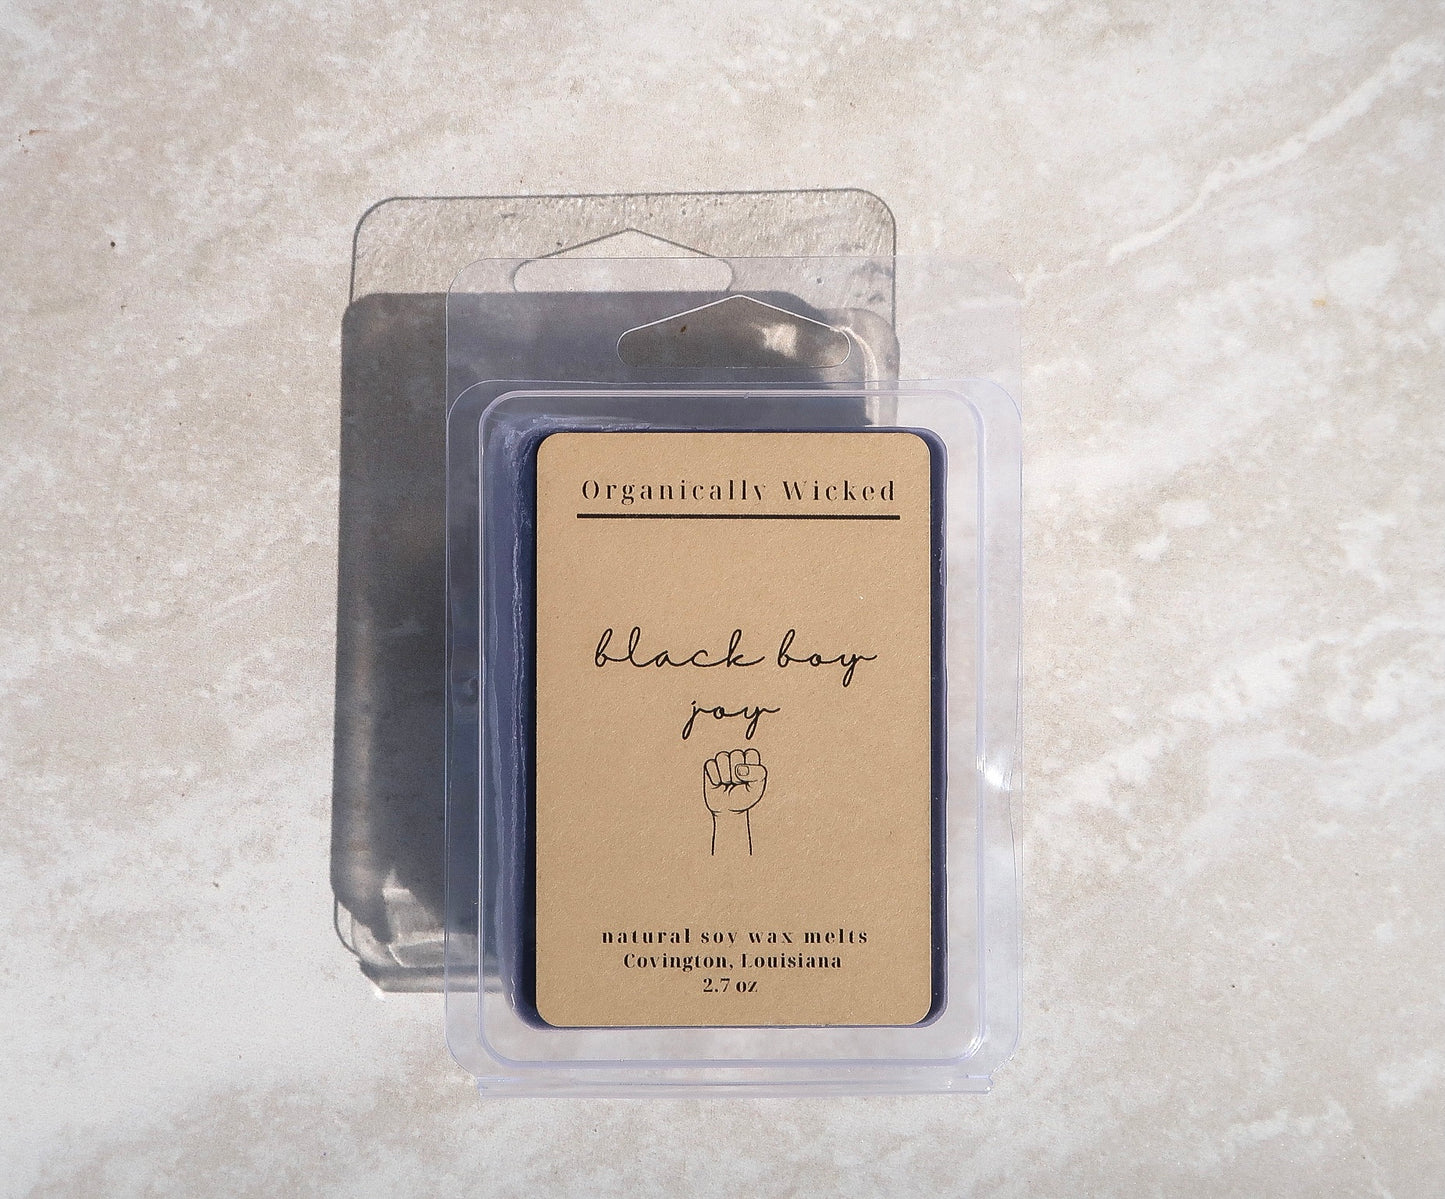 Organically Wicked
black boy
joy
natural soy wax melts
Covington, Louisiana
2.7 oz